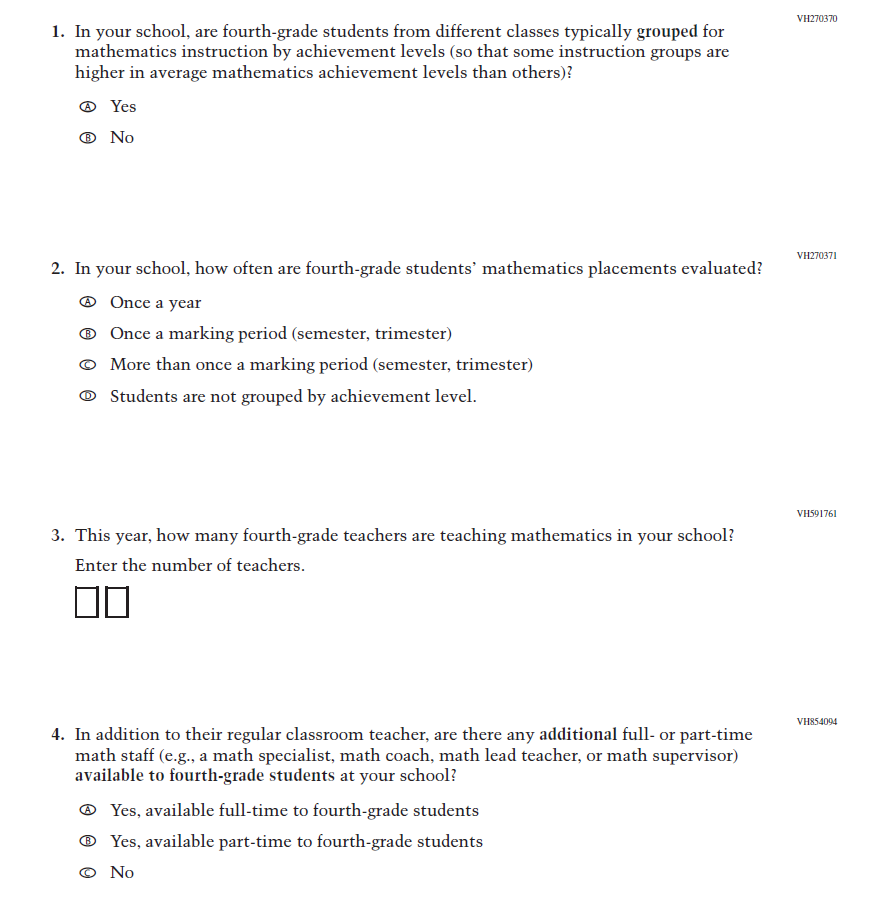 VH270370
1. In your school, are fourth-grade students from different classes typically grouped for
mathematics instruction by achievement levels (so that some instruction groups are
higher in average mathematics achievement levels than others)?
Ⓐ Yes
Ⓑ No
VH270371
2. In your school, how often are fourth-grade students’ mathematics placements evaluated?
Ⓐ Once a year
Ⓑ Once a marking period (semester, trimester)
Ⓒ More than once a marking period (semester, trimester)
Ⓓ Students are not grouped by achievement level.
VH591761
3. This year, how many fourth-grade teachers are teaching mathematics in your school?
Enter the number of teachers.
VH854094
4. In addition to their regular classroom teacher, are there any additional full- or part-time
math staff (e.g., a math specialist, math coach, math lead teacher, or math supervisor)
available to fourth-grade students at your school?
Ⓐ Yes, available full-time to fourth-grade students
Ⓑ Yes, available part-time to fourth-grade students
Ⓒ No